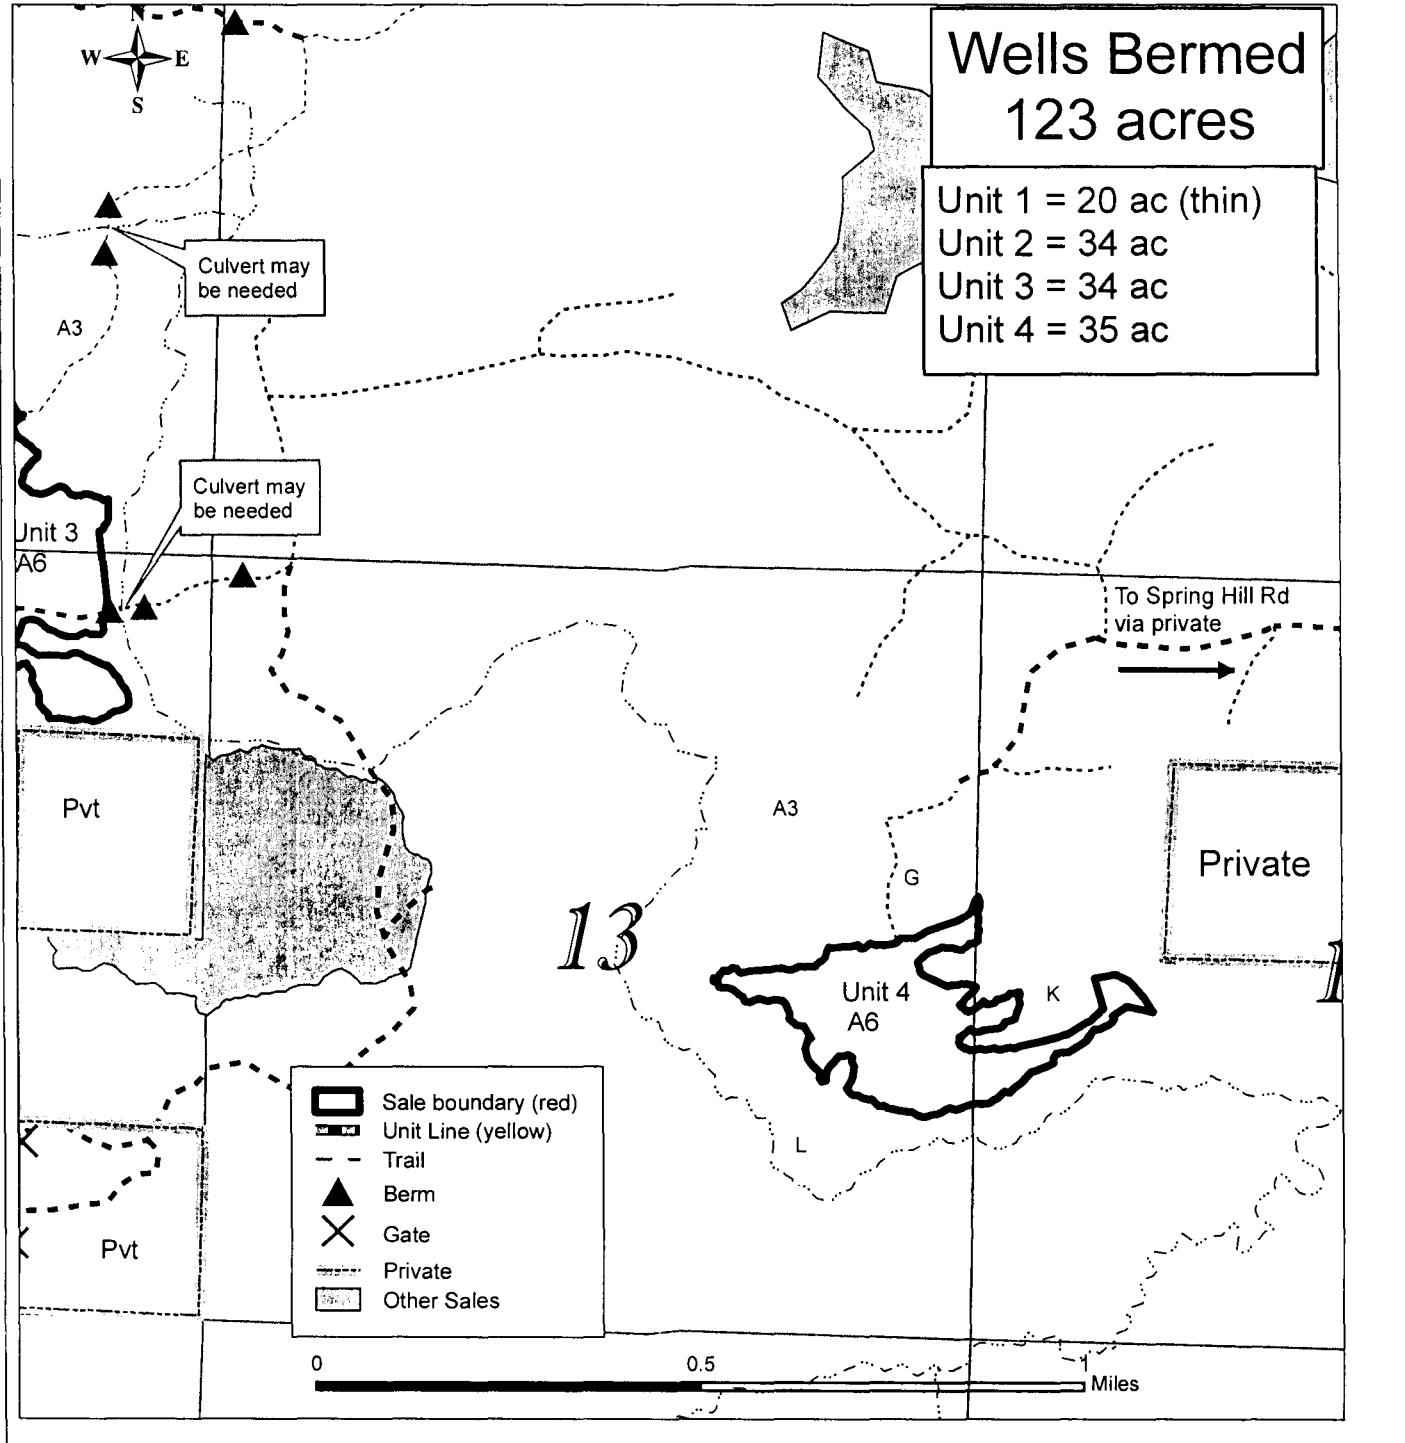 N
W E
S
Wells Bermed
123 acres
Unit 1 = 20 ac (thin)
Unit 2 = 34 ac
Unit 3 = 34 ac
Unit 4 = 35 ac
Culvert may
be needed
A3
Culvert may
be needed
Unit 3
A6
To Spring Hill Rd
via private
Pvt
A3
Private
G
13
Unit 4
A6
K
L
Pvt
Sale boundary (red)
Unit Line (yellow)
Trail
Berm
Gate
Private
Other Sales
0 0.5 1
Miles